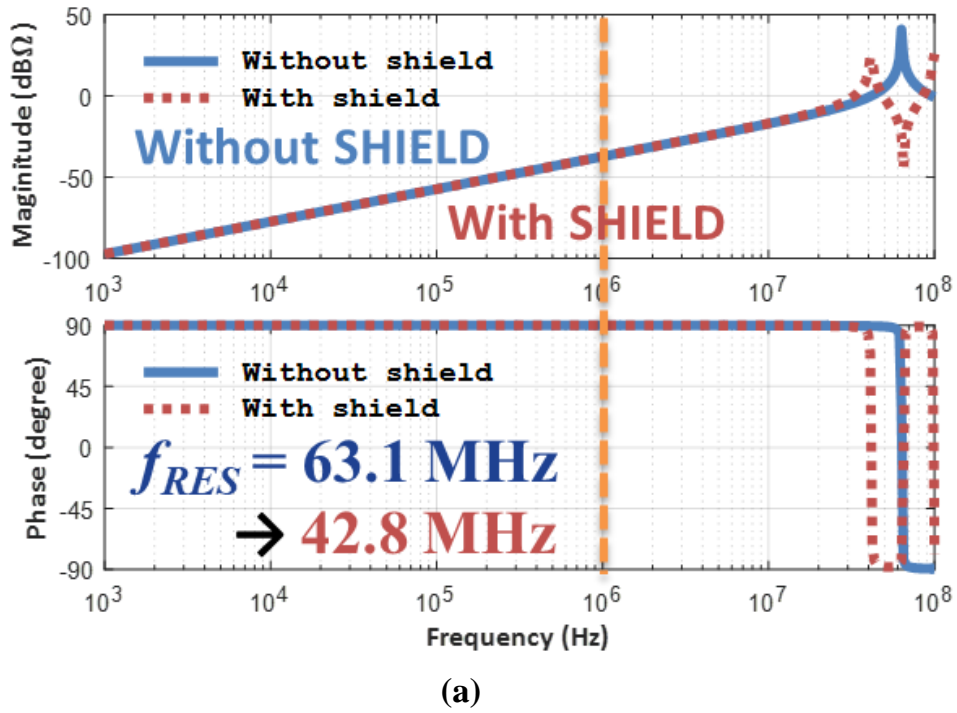 50
0
-50
-100
Maginitude (dBΩ)
Without shield
With shield
Without SHIELD
With SHIELD
10³ 10⁴ 10⁵ 10⁶ 10⁷ 10⁸
90
45
0
-45
-90
Phase (degree)
Without shield
With shield
f_RES = 63.1 MHz
→ 42.8 MHz
10³ 10⁴ 10⁵ 10⁶ 10⁷ 10⁸
Frequency (Hz)
(a)